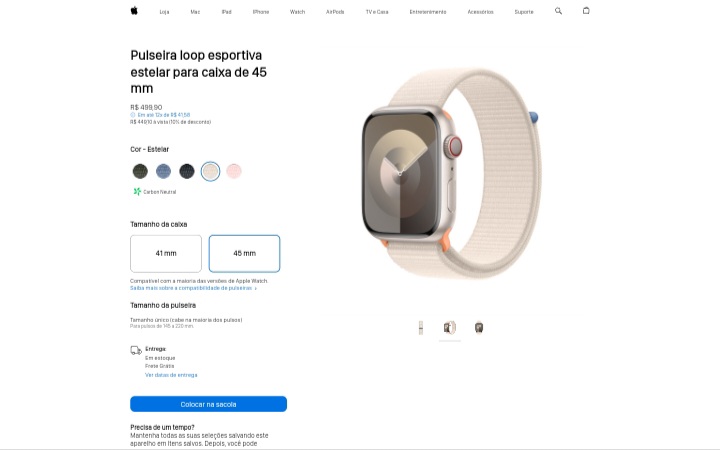 Loja Mac iPad iPhone Watch AirPods TV e Casa Entretenimento Acessórios Suporte
Pulseira loop esportiva
estelar para caixa de 45
mm
R$ 499,90
Em até 12x de R$ 41,66
R$ 449,10 à vista (10% de desconto)
Cor – Estelar
Carbon Neutral
Tamanho da caixa
41 mm
45 mm
Compatível com a maioria das versões de Apple Watch.
Saiba mais sobre a compatibilidade de pulseiras >
Tamanho da pulseira
Tamanho único (cabe na maioria dos pulsos)
Para pulsos de 145 a 220 mm.
Entrega
Em estoque
Frete Grátis
Ver datas de entrega
Colocar na sacola
Precisa de um tempo?
Mantenha todas as suas seleções salvando este
aparelho em Itens salvos. Depois, você pode